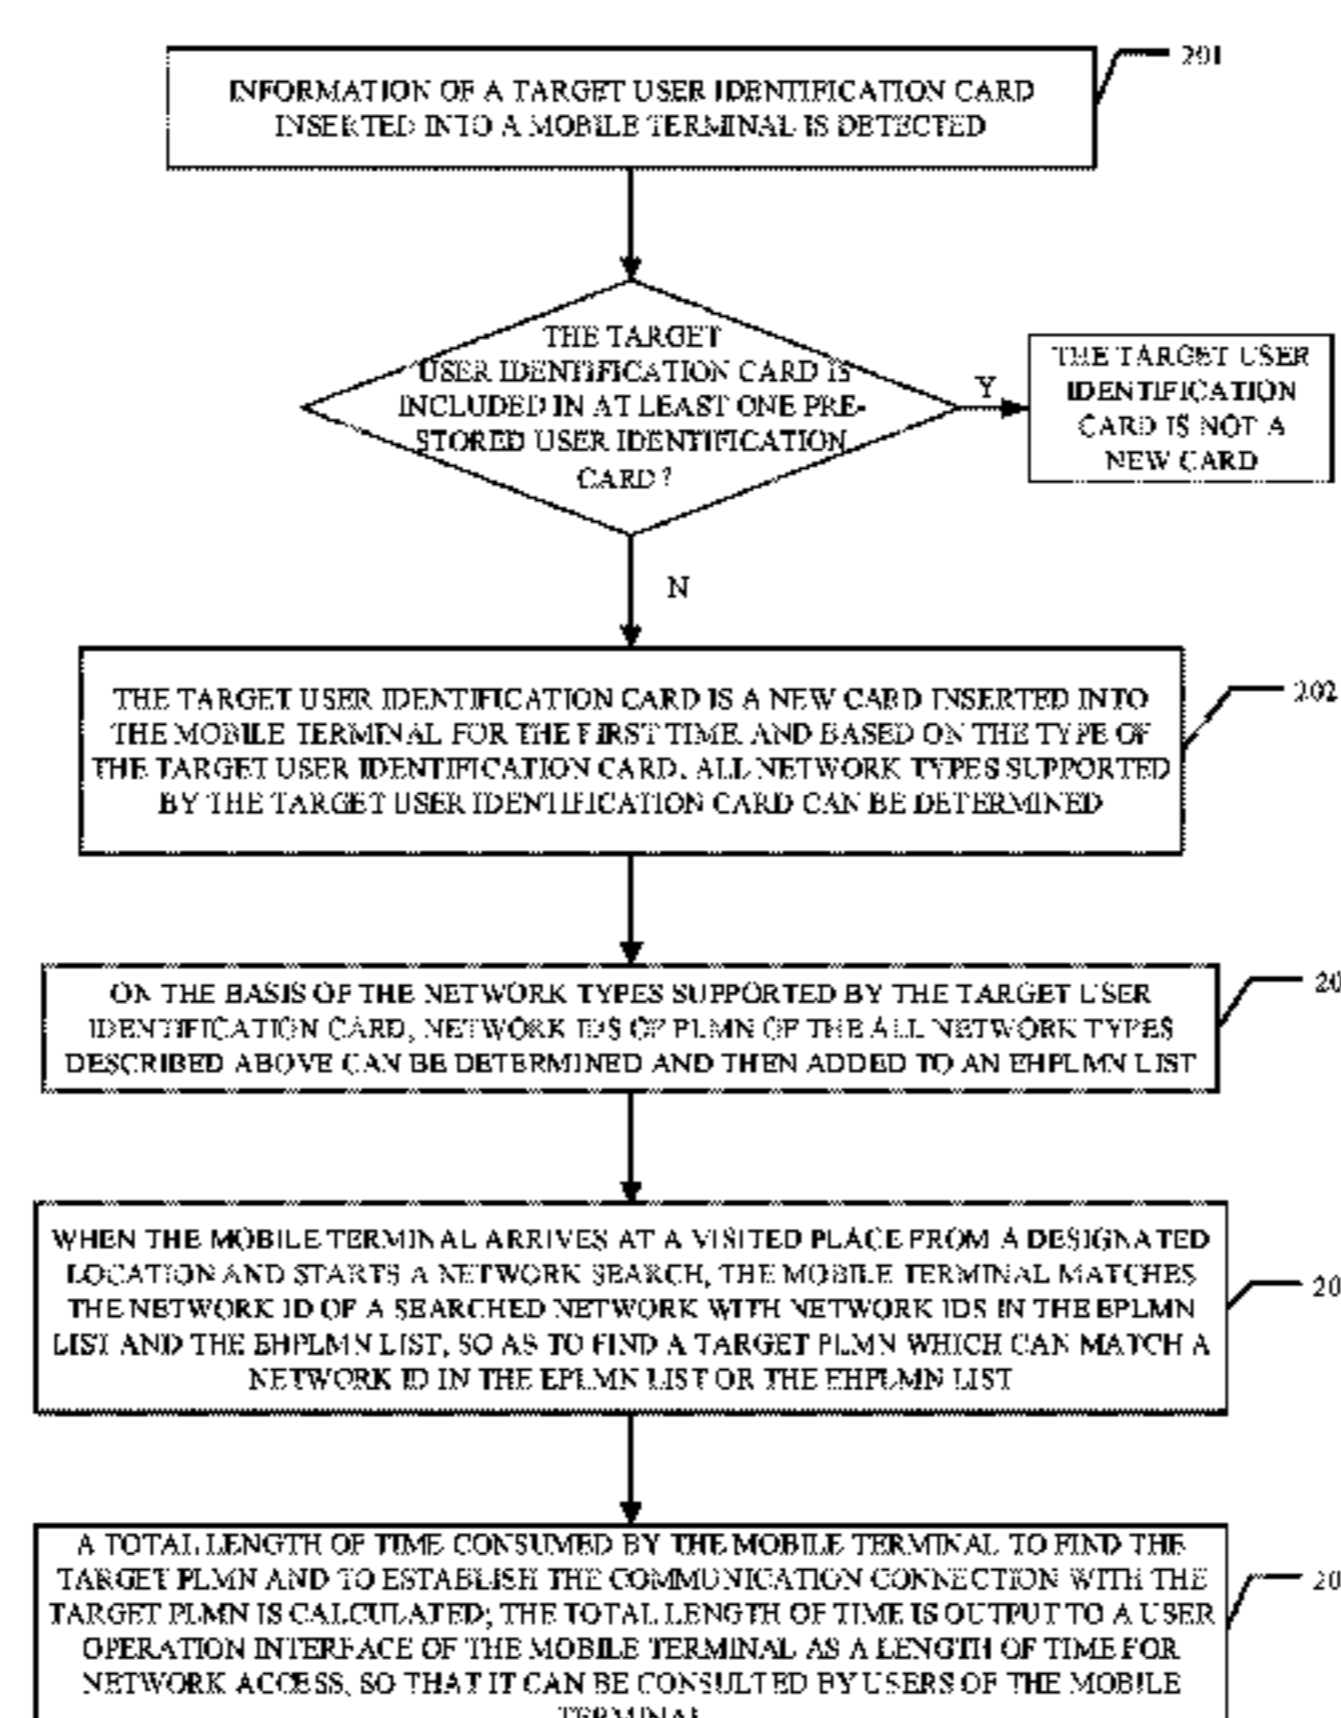 201
INFORMATION OF A TARGET USER IDENTIFICATION CARD
INSERTED INTO A MOBILE TERMINAL IS DETECTED
THE TARGET
USER IDENTIFICATION CARD IS
INCLUDED IN AT LEAST ONE PRE-
STORED USER IDENTIFICATION
CARD?
Y
THE TARGET USER
IDENTIFICATION
CARD IS NOT A
NEW CARD
N
202
THE TARGET USER IDENTIFICATION CARD IS A NEW CARD INSERTED INTO
THE MOBILE TERMINAL FOR THE FIRST TIME AND BASED ON THE TYPE OF
THE TARGET USER IDENTIFICATION CARD, ALL NETWORK TYPES SUPPORTED
BY THE TARGET USER IDENTIFICATION CARD CAN BE DETERMINED
20
ON THE BASIS OF THE NETWORK TYPES SUPPORTED BY THE TARGET USER
IDENTIFICATION CARD, NETWORK IDS OF PLMN OF THE ALL NETWORK TYPES
DESCRIBED ABOVE CAN BE DETERMINED AND THEN ADDED TO AN EHPLMN LIST
20
WHEN THE MOBILE TERMINAL ARRIVES AT A VISITED PLACE FROM A DESIGNATED
LOCATION AND STARTS A NETWORK SEARCH, THE MOBILE TERMINAL MATCHES
THE NETWORK ID OF A SEARCHED NETWORK WITH NETWORK IDS IN THE EPLMN
LIST AND THE EHPLMN LIST, SO AS TO FIND A TARGET PLMN WHICH CAN MATCH A
NETWORK ID IN THE EPLMN LIST OR THE EHPLMN LIST
20
A TOTAL LENGTH OF TIME CONSUMED BY THE MOBILE TERMINAL TO FIND THE
TARGET PLMN AND TO ESTABLISH THE COMMUNICATION CONNECTION WITH THE
TARGET PLMN IS CALCULATED; THE TOTAL LENGTH OF TIME IS OUTPUT TO A USER
OPERATION INTERFACE OF THE MOBILE TERMINAL AS A LENGTH OF TIME FOR
NETWORK ACCESS, SO THAT IT CAN BE CONSULTED BY USERS OF THE MOBILE
TERMINAL